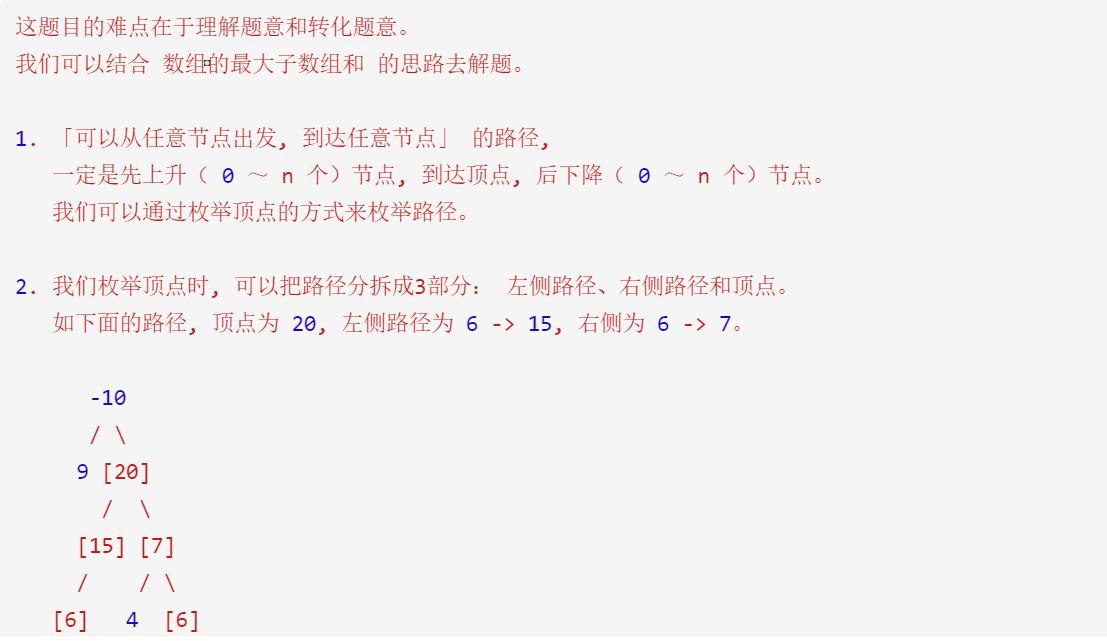 这题目的难点在于理解题意和转化题意。
我们可以结合 数组的最大子数组和 的思路去解题。
1. 「可以从任意节点出发, 到达任意节点」 的路径,
一定是先上升（ 0 ～ n 个）节点, 到达顶点, 后下降（ 0 ～ n 个）节点。
我们可以通过枚举顶点的方式来枚举路径。
2. 我们枚举顶点时, 可以把路径分拆成3部分： 左侧路径、右侧路径和顶点。
如下面的路径, 顶点为 20, 左侧路径为 6 -> 15, 右侧为 6 -> 7。
-10
/ \
9 [20]
/ \
[15] [7]
/ / \
[6] 4 [6]